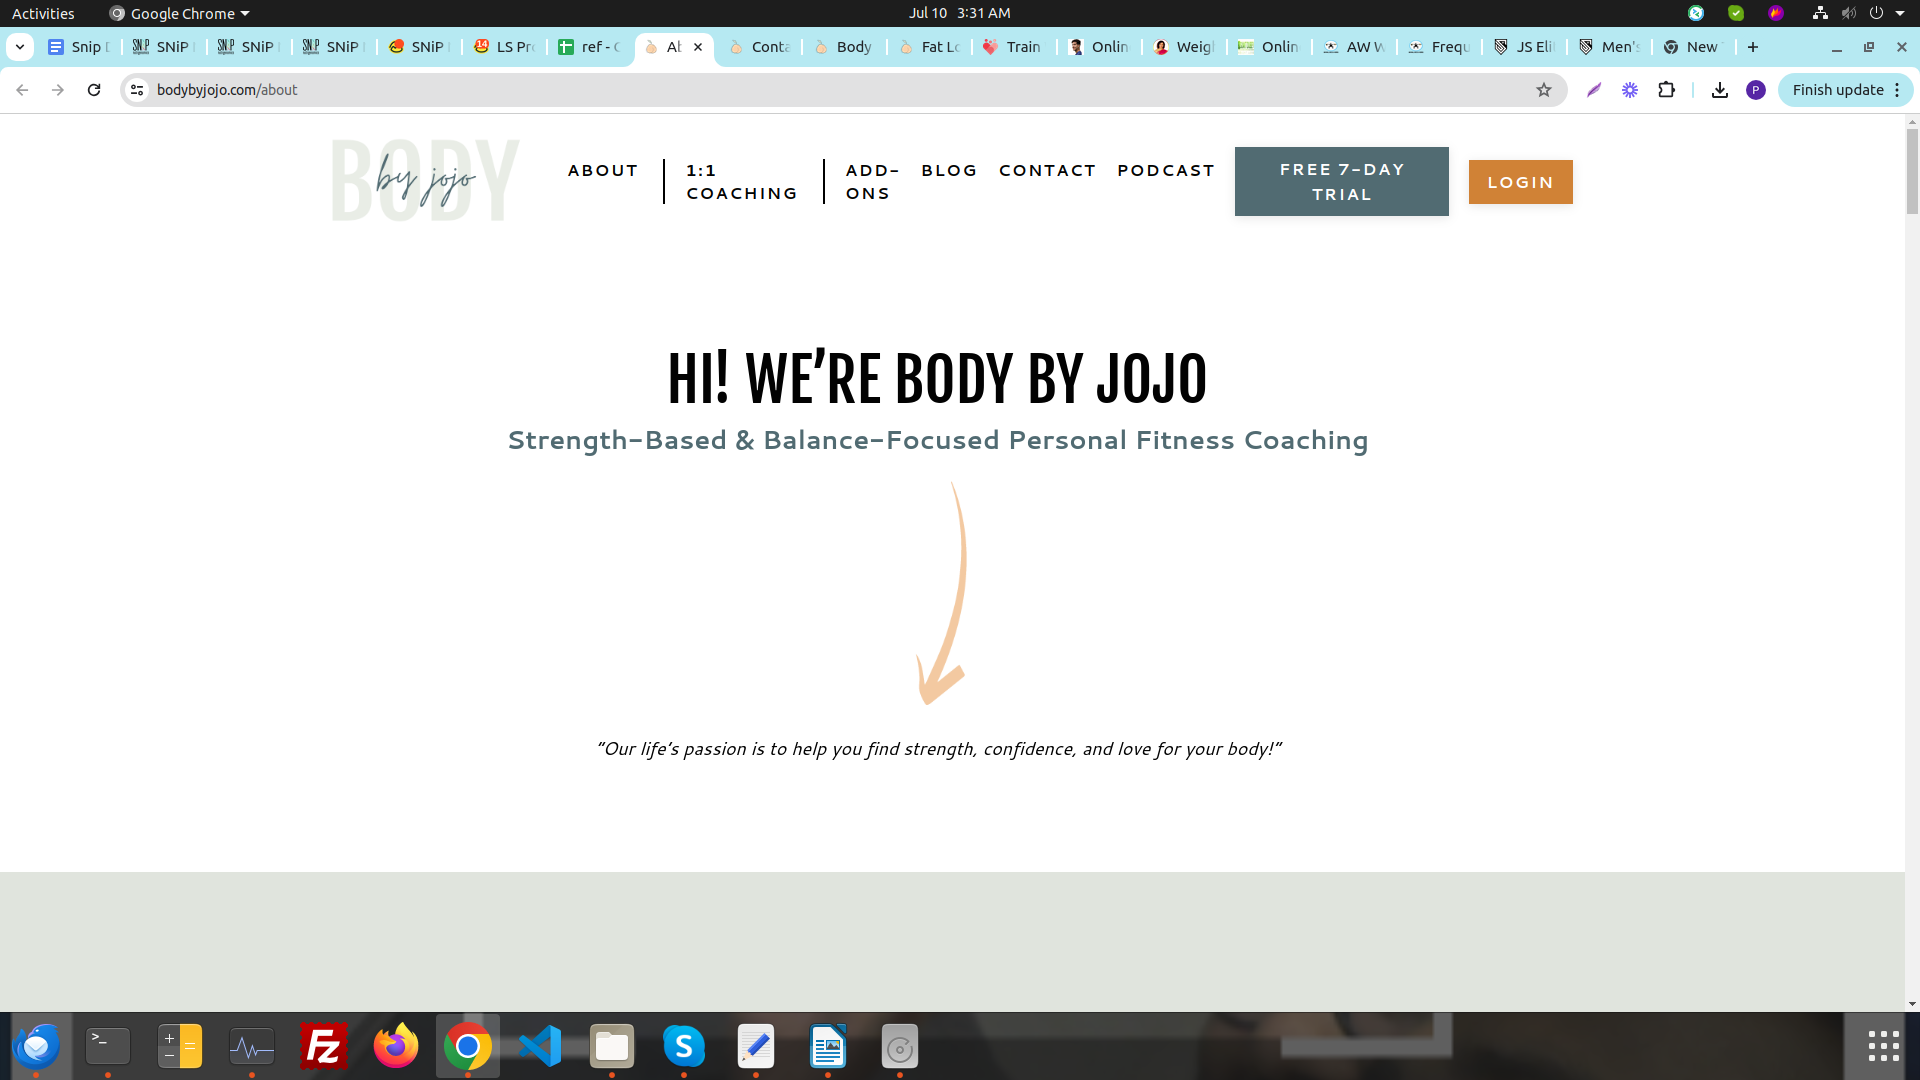 Activities
Google Chrome
Jul 10 3:31 AM
Snip D
SNiP
SNiP
SNiP
SNiP
14
LS Pro
ref - C
Ab
Conta
Body
Fat Lo
Train
Onlin
Weigh
Onlin
AW W
Frequ
JS Eli
Men's
New
bodybyjojo.com/about
P
Finish update
BODY
by jojo
ABOUT
1:1
COACHING
ADD-
ONS
BLOG
CONTACT
PODCAST
FREE 7-DAY
TRIAL
LOGIN
HI! WE’RE BODY BY JOJO
Strength-Based & Balance-Focused Personal Fitness Coaching
“Our life’s passion is to help you find strength, confidence, and love for your body!”